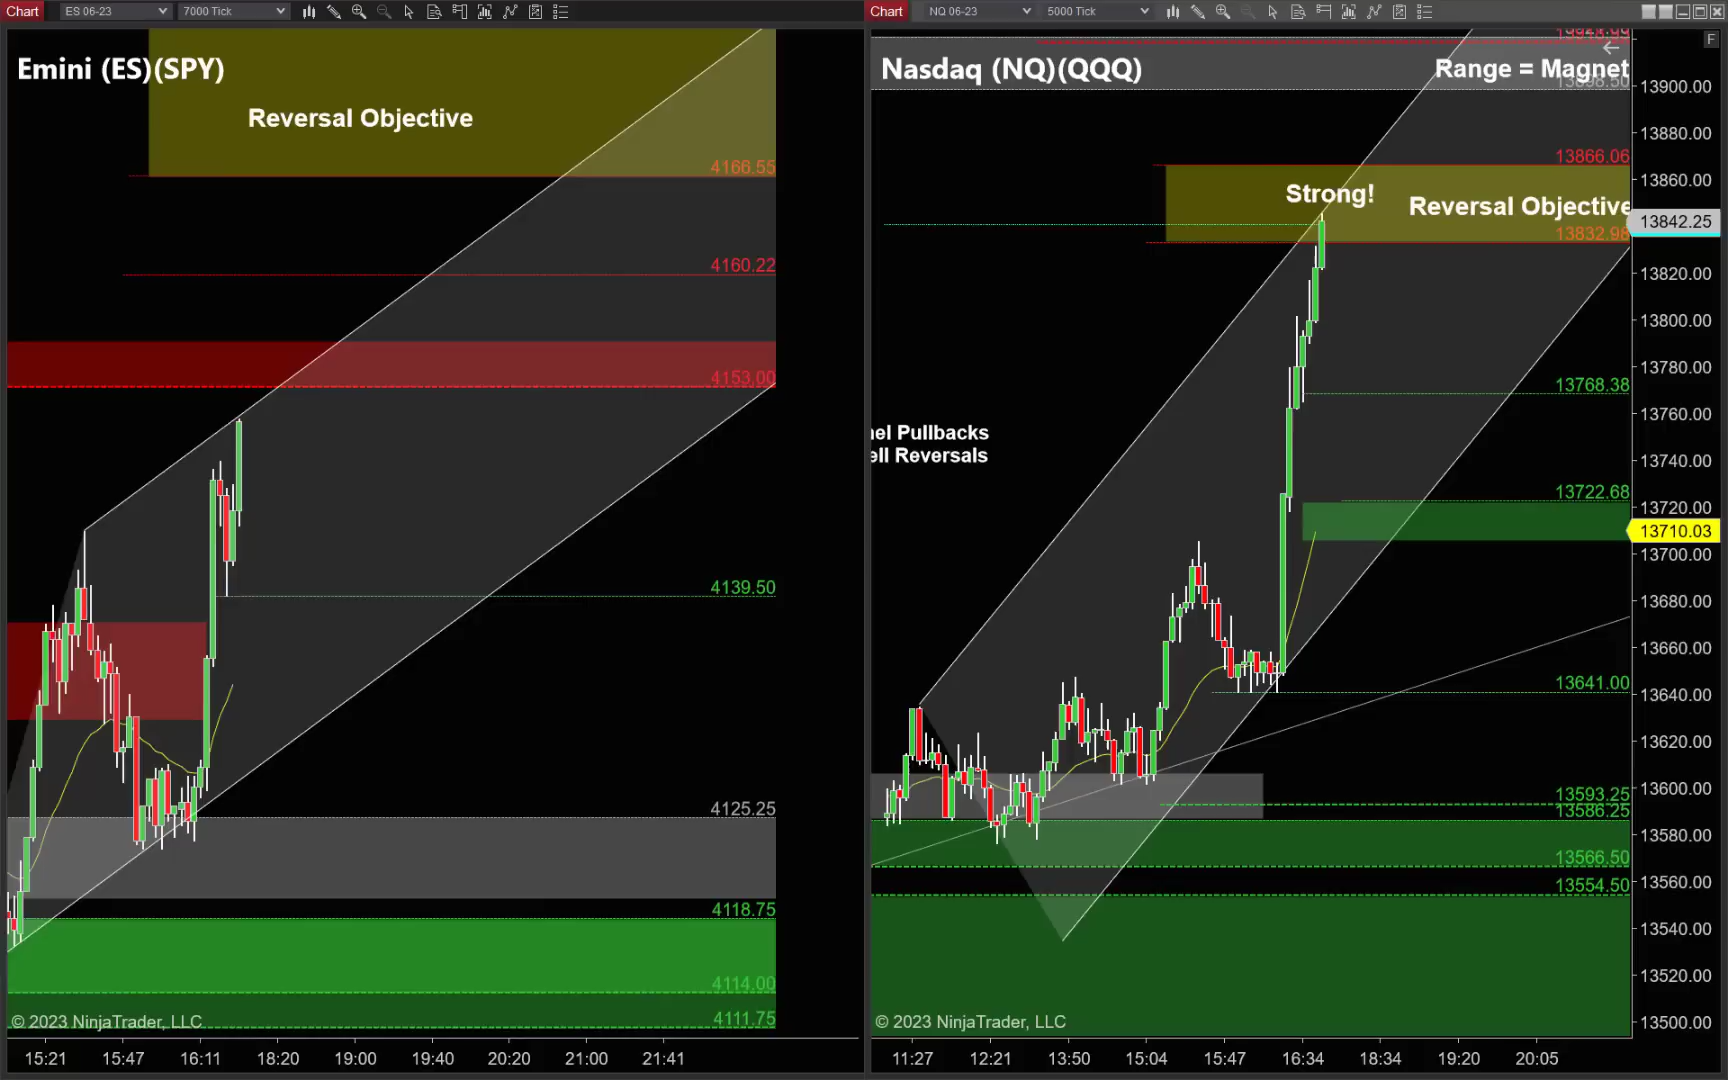 Chart
ES 06-23
7000 Tick
Chart
NQ 06-23
5000 Tick
F
Emini (ES)(SPY)
Reversal Objective
4166.55
4160.22
4153.00
4139.50
4125.25
4118.75
4114.00
4111.75
© 2023 NinjaTrader, LLC
15:21 15:47 16:11 18:20 19:00 19:40 20:20 21:00 21:41
Nasdaq (NQ)(QQQ)
Range = Magnet
13898.50
13866.06
Strong!
Reversal Objective
13832.98
13768.38
nel Pullbacks
ell Reversals
13722.68
13641.00
13593.25
13586.25
13566.50
13554.50
© 2023 NinjaTrader, LLC
13900.00
13880.00
13860.00
13842.25
13820.00
13800.00
13780.00
13760.00
13740.00
13720.00
13710.03
13700.00
13680.00
13660.00
13640.00
13620.00
13600.00
13580.00
13560.00
13540.00
13520.00
13500.00
11:27 12:21 13:50 15:04 15:47 16:34 18:34 19:20 20:05